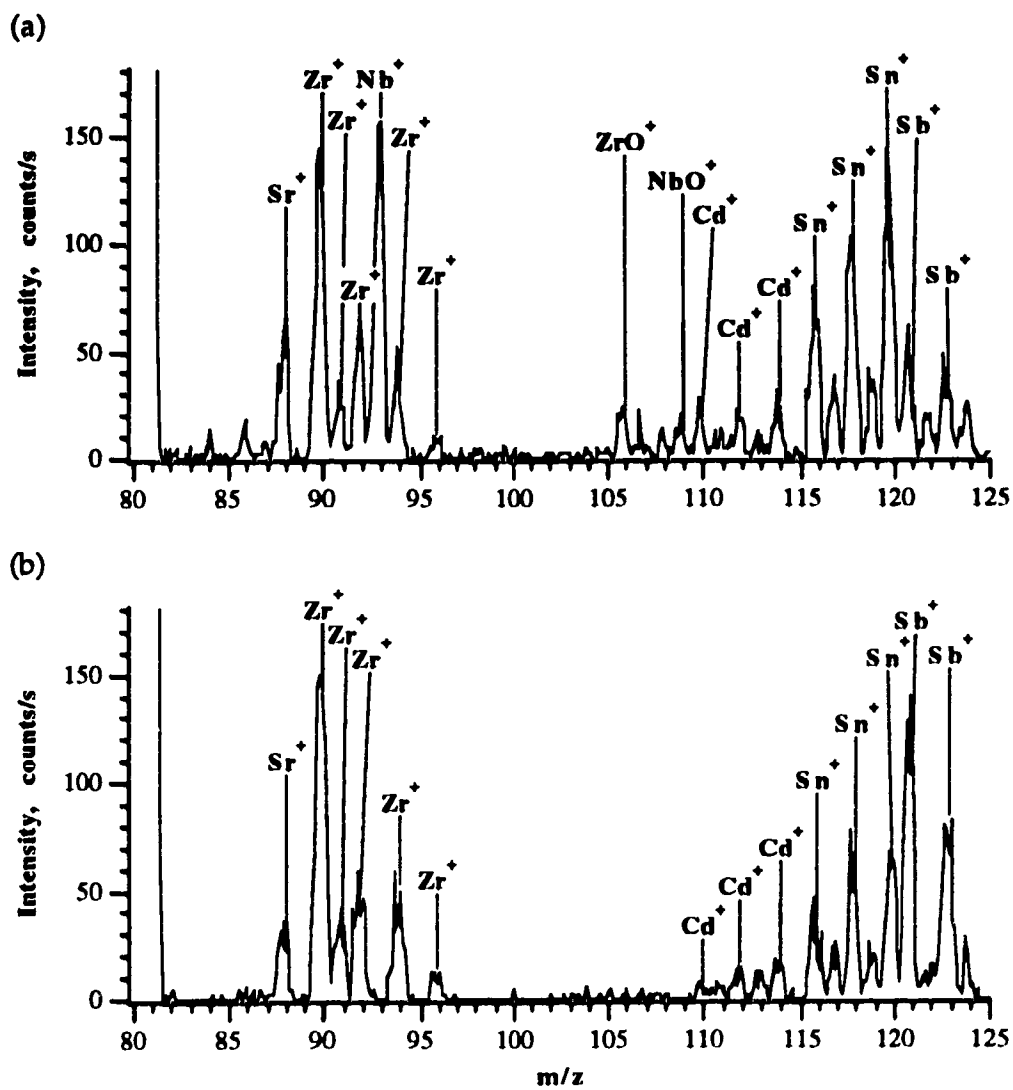 (a)
Zr+ Nb+ Sn+
Zr+ Zr+ ZrO+ Sb+
Sr+ NbO+ Sn+
Cd+ Sn+
Zr+ Zr+ Cd+ Sb+
Cd+
150
100
50
0
Intensity, counts/s
80 85 90 95 100 105 110 115 120 125
(b)
Zr+ Sb+
Zr+ Zr+ Sn+ Sb+
Sn+
Sr+ Sn+
Zr+
Cd+
Zr+ Cd+
Cd+
150
100
50
0
Intensity, counts/s
80 85 90 95 100 105 110 115 120 125
m/z